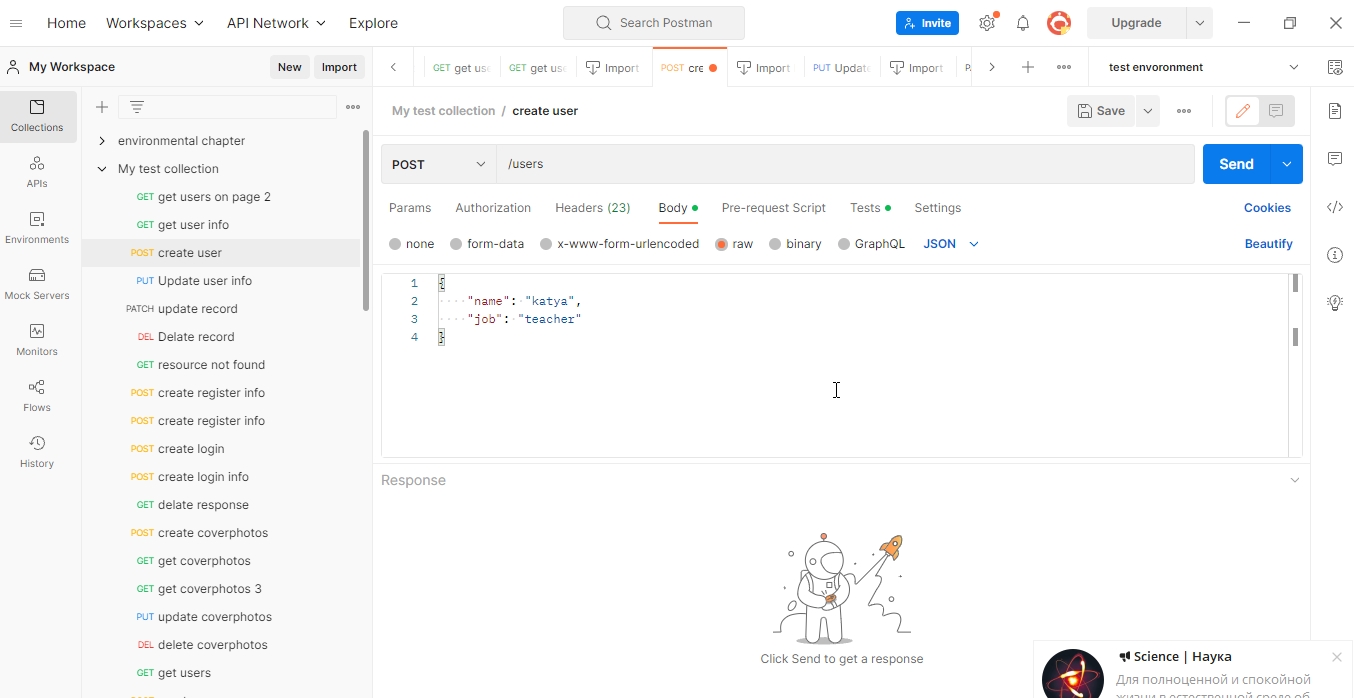 Home Workspaces API Network Explore Search Postman Invite Upgrade
My Workspace New Import GET get us GET get use Import POST cre Import PUT Updat Import test envoronment
Collections
APIs
Environments
Mock Servers
Monitors
Flows
History
environmental chapter
My test collection
GET get users on page 2
GET get user info
POST create user
PUT Update user info
PATCH update record
DEL Delate record
GET resource not found
POST create register info
POST create register info
POST create login
POST create login info
GET delate response
POST create coverphotos
GET get coverphotos
GET get coverphotos 3
PUT update coverphotos
DEL delete coverphotos
GET get users
My test collection / create user Save
POST /users Send
Params Authorization Headers (23) Body Pre-request Script Tests Settings Cookies
none form-data x-www-form-urlencoded raw binary GraphQL JSON Beautify
1 {
2 "name": "katya",
3 "job": "teacher"
4 }
Response
Click Send to get a response
Science | Наука
Для полноценной и спокойной
жизни в естественной среде об